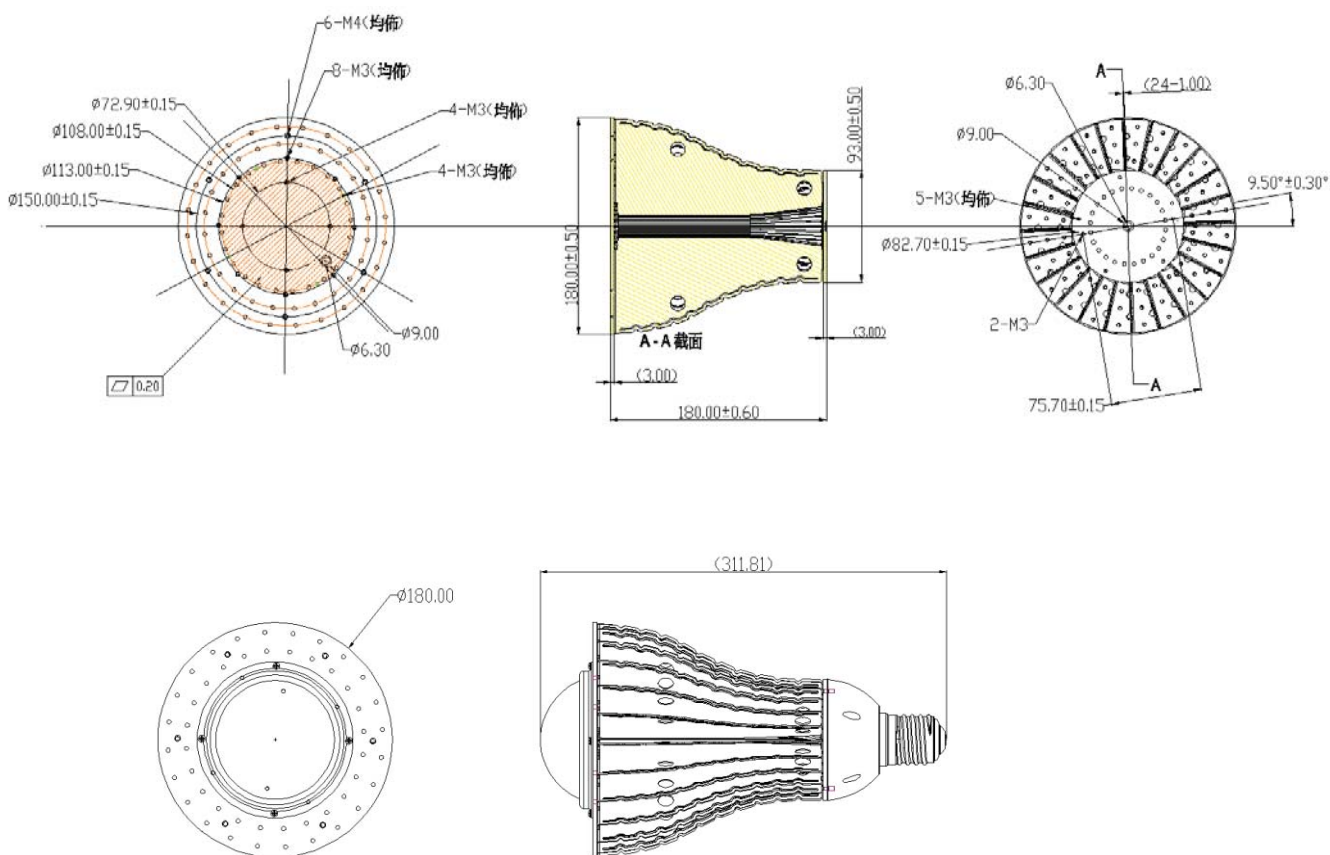 6-M4(均佈)
8-M3(均佈)
ø72.90±0.15
4-M3(均佈)
ø108.00±0.15
ø113.00±0.15
4-M3(均佈)
ø150.00±0.15
ø9.00
ø6.30
0.20
180.00±0.50
93.00±0.50
A-A 截面
(3.00)
(3.00)
180.00±0.60
A
(24-1.00)
ø6.30
ø9.00
9.50°±0.30°
5-M3(均佈)
ø82.70±0.15
2-M3
A
75.70±0.15
ø180.00
(311.81)